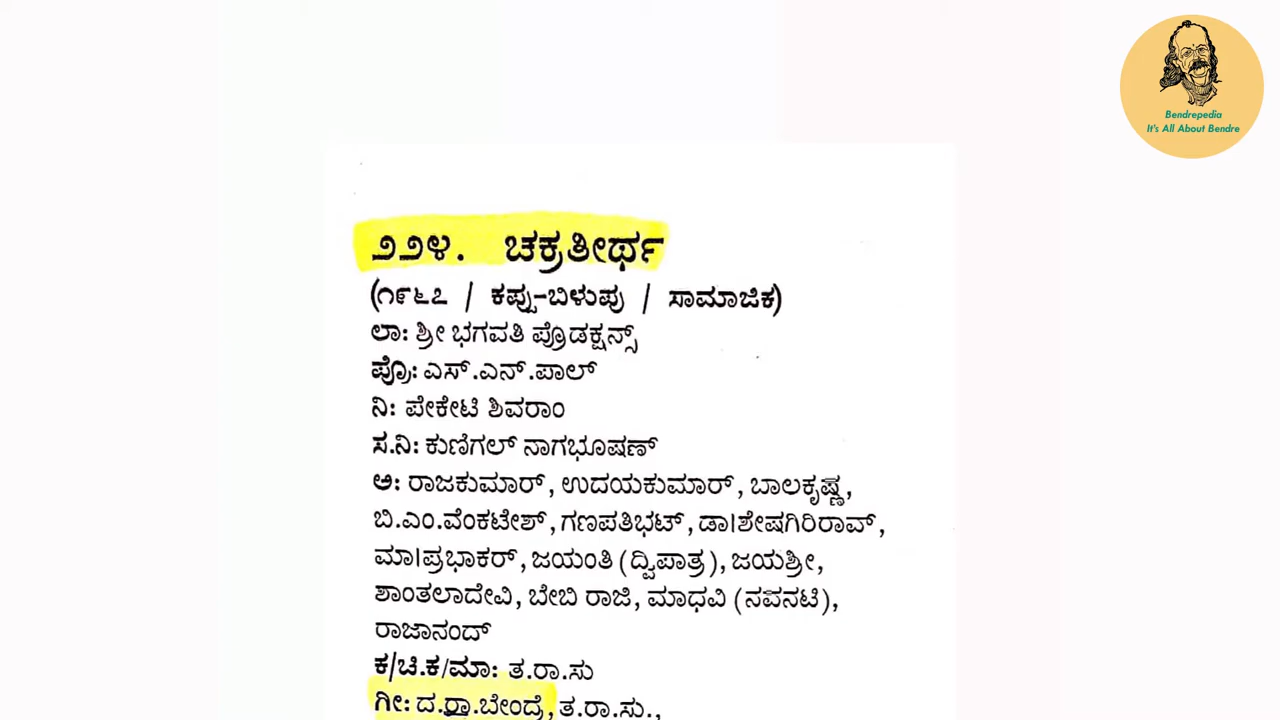 Bendrepedia
It's All About Bendre
೨೨೪. ಚಕ್ರತೀರ್ಥ
(೧೯೬೭ / ಕಪ್ಪು-ಬಿಳುಪು / ಸಾಮಾಜಿಕ)
ಲಾ: ಶ್ರೀ ಭಗವತಿ ಪ್ರೊಡಕ್ಷನ್ಸ್
ಪ್ರೊ: ಎಸ್.ಎನ್.ಪಾಲ್
ನಿ: ಪೇಕೇಟಿ ಶಿವರಾಂ
ಸ.ನಿ: ಕುಣಿಗಲ್ ನಾಗಭೂಷಣ್
ಅ: ರಾಜಕುಮಾರ್, ಉದಯಕುಮಾರ್, ಬಾಲಕೃಷ್ಣ,
ಬಿ.ಎಂ.ವೆಂಕಟೇಶ್, ಗಣಪತಿಭಟ್, ಡಾ|ಶೇಷಗಿರಿರಾವ್,
ಮಾ|ಪ್ರಭಾಕರ್, ಜಯಂತಿ (ದ್ವಿಪಾತ್ರ), ಜಯಶ್ರೀ,
ಶಾಂತಲಾದೇವಿ, ಬೇಬಿ ರಾಜಿ, ಮಾಧವಿ (ನವನಟಿ),
ರಾಜಾನಂದ್
ಕ/ಚಿ.ಕ/ಮಾ: ತ.ರಾ.ಸು
ಗೀ: ದ.ರಾ.ಬೇಂದ್ರೆ, ತ.ರಾ.ಸು.,